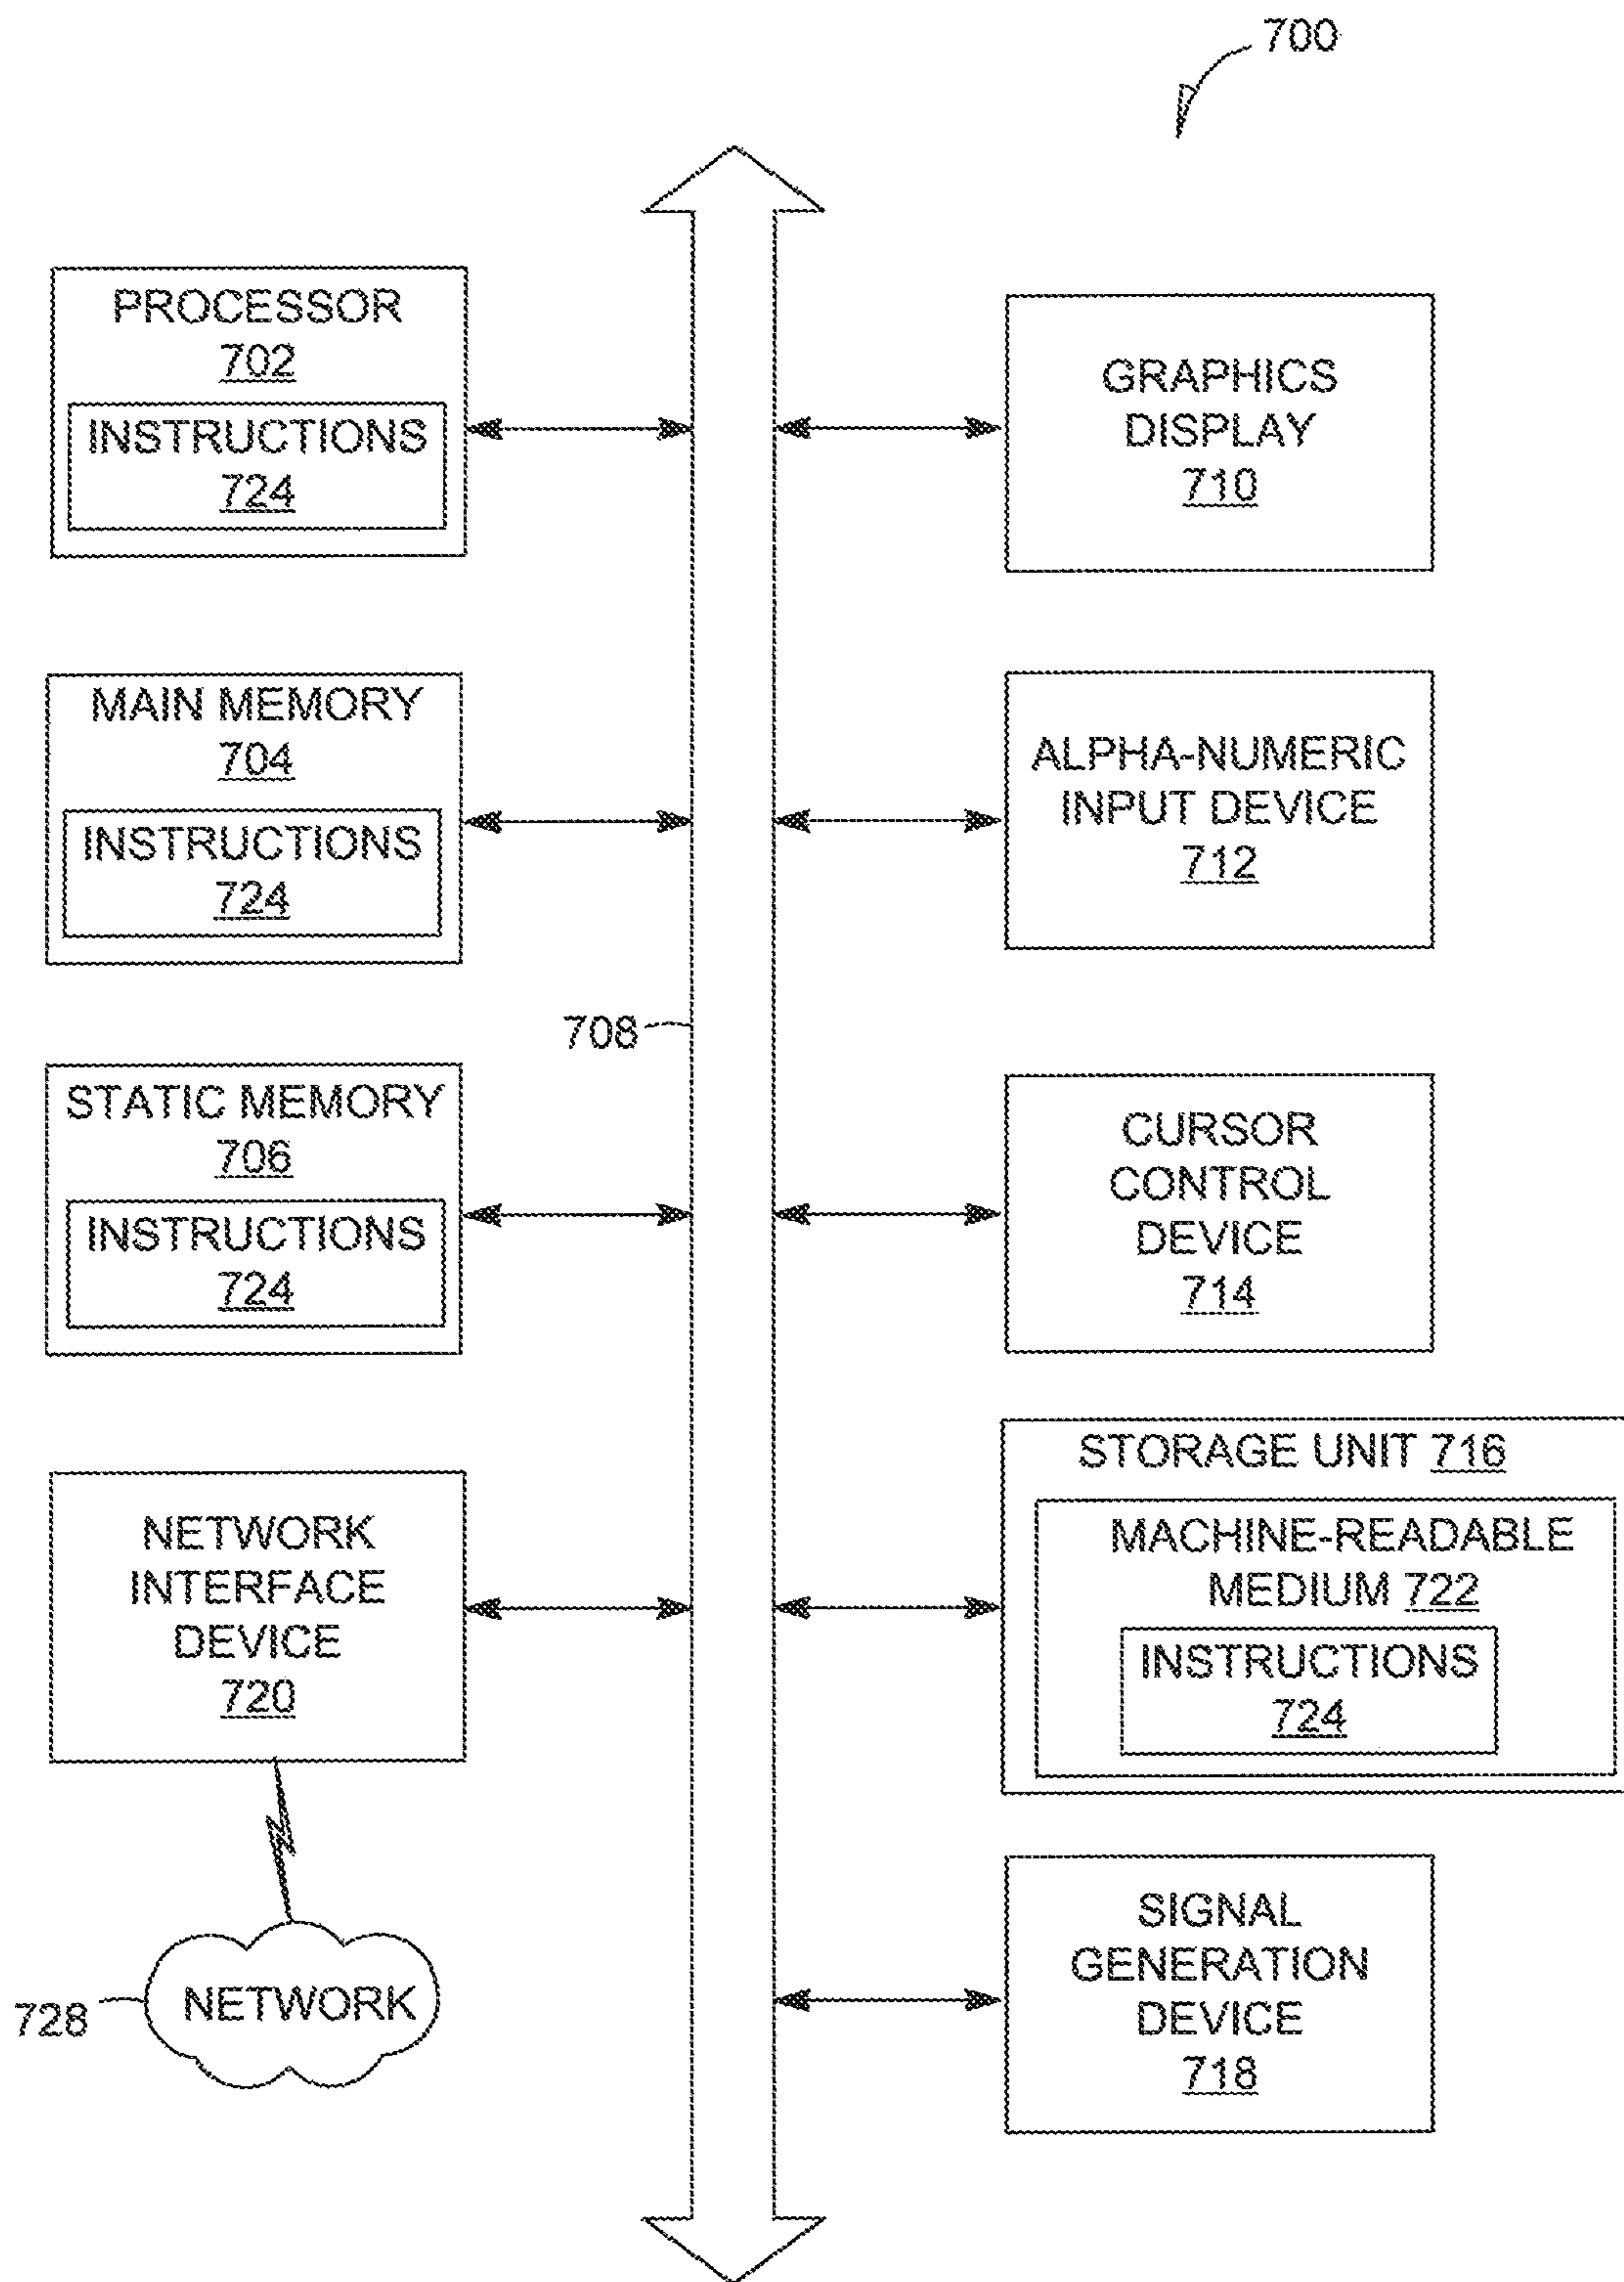 700
PROCESSOR
702
INSTRUCTIONS
724
GRAPHICS
DISPLAY
710
MAIN MEMORY
704
INSTRUCTIONS
724
ALPHA-NUMERIC
INPUT DEVICE
712
708
STATIC MEMORY
706
INSTRUCTIONS
724
CURSOR
CONTROL
DEVICE
714
NETWORK
INTERFACE
DEVICE
720
STORAGE UNIT 716
MACHINE-READABLE
MEDIUM 722
INSTRUCTIONS
724
728
NETWORK
SIGNAL
GENERATION
DEVICE
718